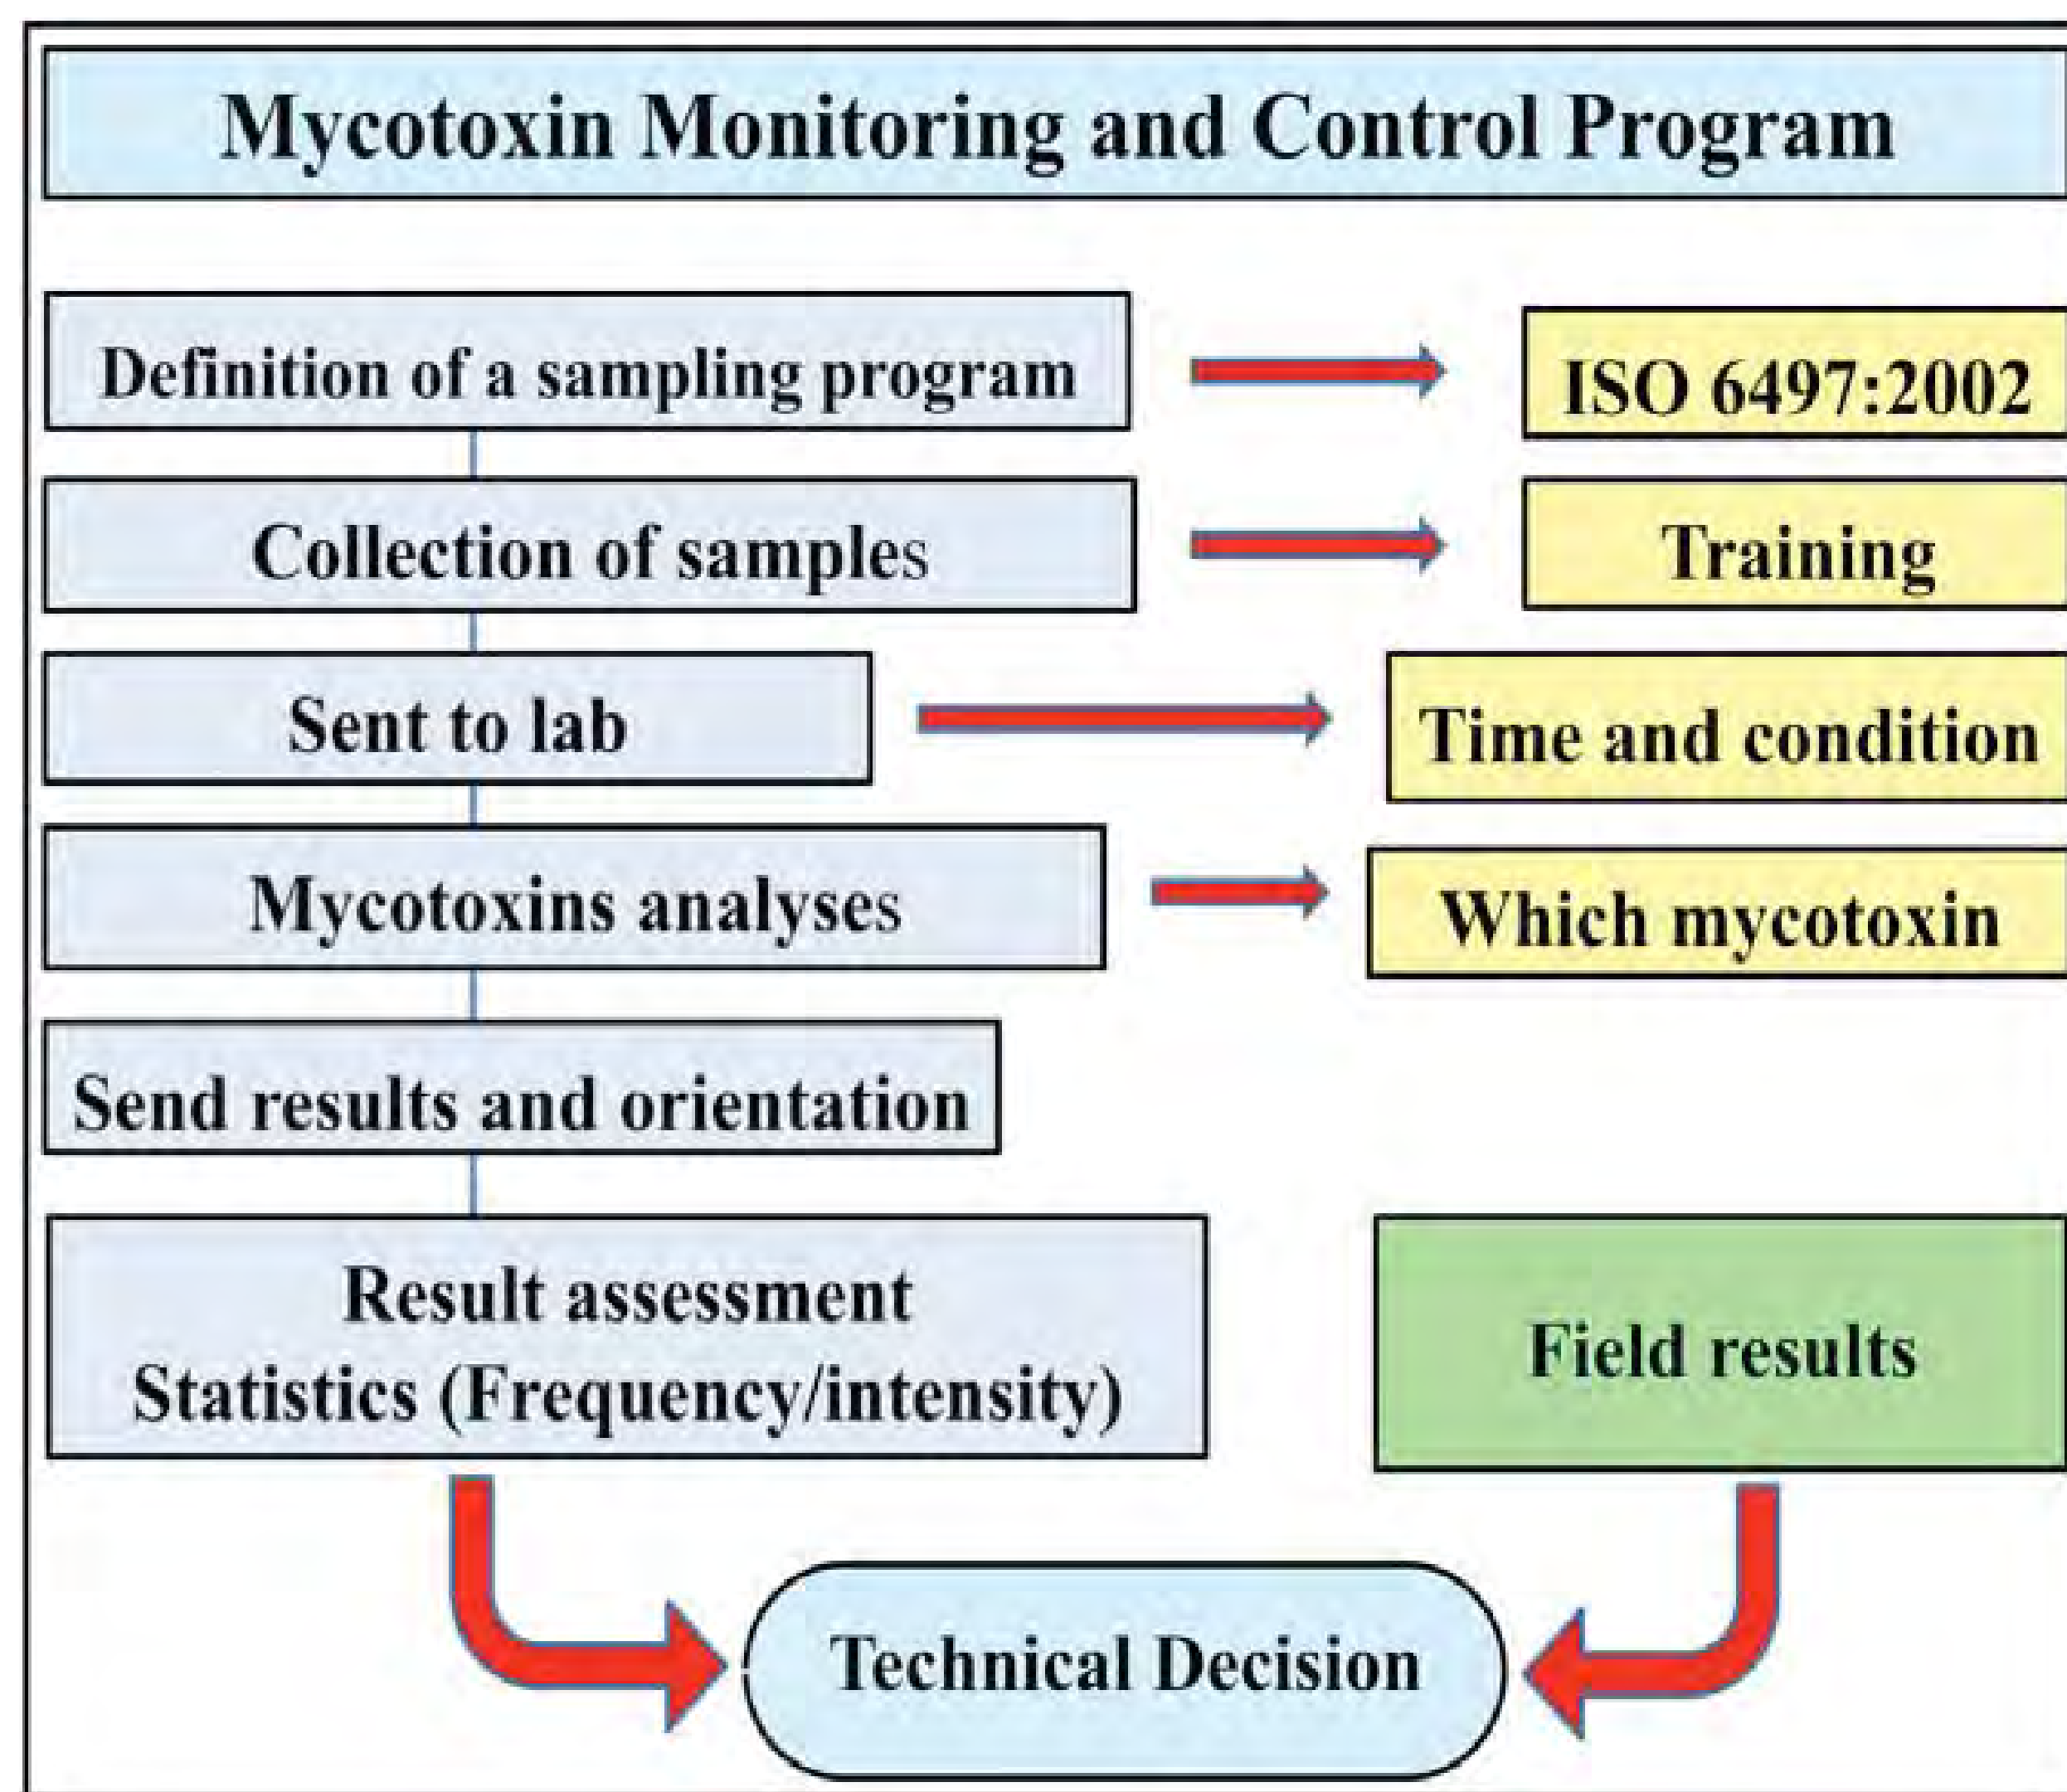 Mycotoxin Monitoring and Control Program
Definition of a sampling program
ISO 6497:2002
Collection of samples
Training
Sent to lab
Time and condition
Mycotoxins analyses
Which mycotoxin
Send results and orientation
Result assessment
Statistics (Frequency/intensity)
Field results
Technical Decision